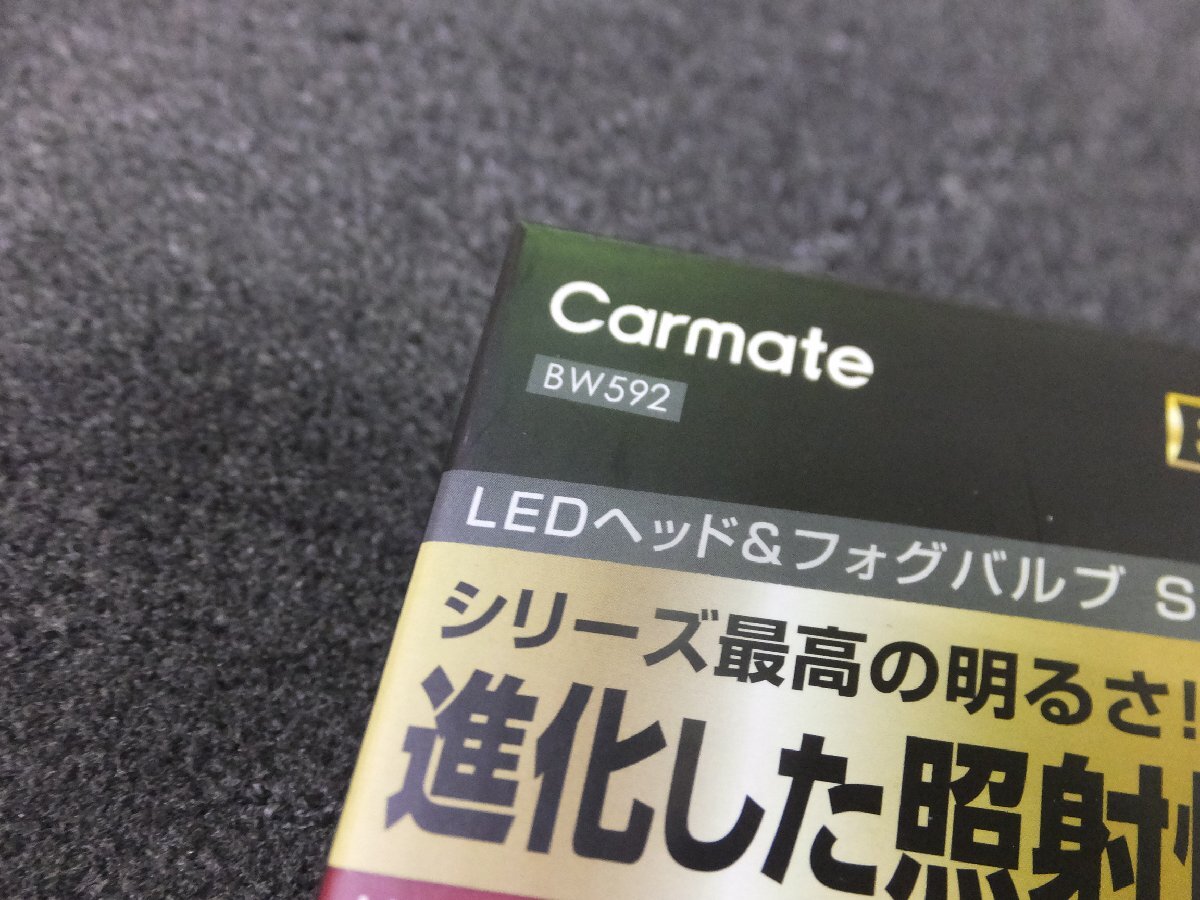 Carmate
BW592
LEDヘッド&フォグバルブ S
シリーズ最高の明るさ!
進化した照射